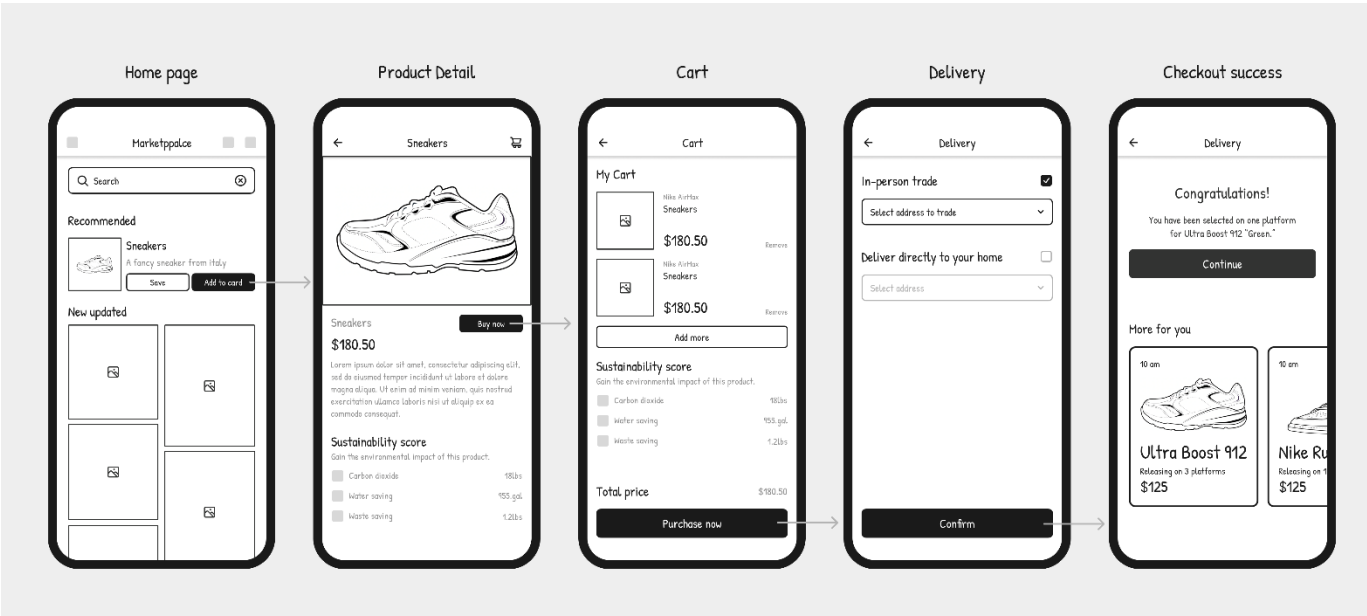 Home page
Marketppalce
Search
Recommended
Sneakers
A fancy sneaker from Italy
Save
Add to card
New updated
Product Detail
Sneakers
Sneakers
Buy now
$180.50
Lorem ipsum dolor sit amet, consectetur adipiscing elit,
sed do eiusmod tempor incididunt ut labore et dolore
magna aliqua. Ut enim ad minim veniam, quis nostrud
exercitation ullamco laboris nisi ut aliquip ex ea
commodo consequat.
Sustainability score
Gain the environmental impact of this product.
Carbon dioxide 18lbs
Water saving 955.gal
Waste saving 1.2lbs
Cart
Cart
My Cart
Nike AirMax
Sneakers
$180.50
Remove
Nike AirMax
Sneakers
$180.50
Remove
Add more
Sustainability score
Gain the environmental impact of this product.
Carbon dioxide 18lbs
Water saving 955.gal
Waste saving 1.2lbs
Total price $180.50
Purchase now
Delivery
Delivery
In-person trade
Select address to trade
Deliver directly to your home
Select address
Confirm
Checkout success
Delivery
Congratulations!
You have been selected on one platform
for Ultra Boost 912 "Green."
Continue
More for you
10 am
Ultra Boost 912
Releasing on 3 platforms
$125
10 am
Nike Ru
Releasing on 1
$125